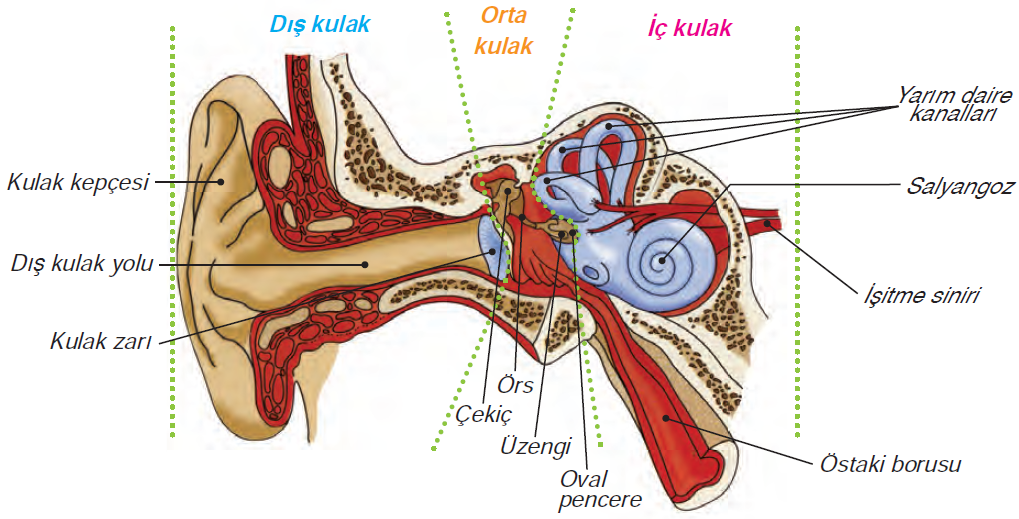 Dış kulak
Orta
kulak
İç kulak
Yarım daire
kanalları
Kulak kepçesi
Salyangoz
Dış kulak yolu
İşitme siniri
Kulak zarı
Örs
Çekiç
Üzengi
Östaki borusu
Oval
pencere